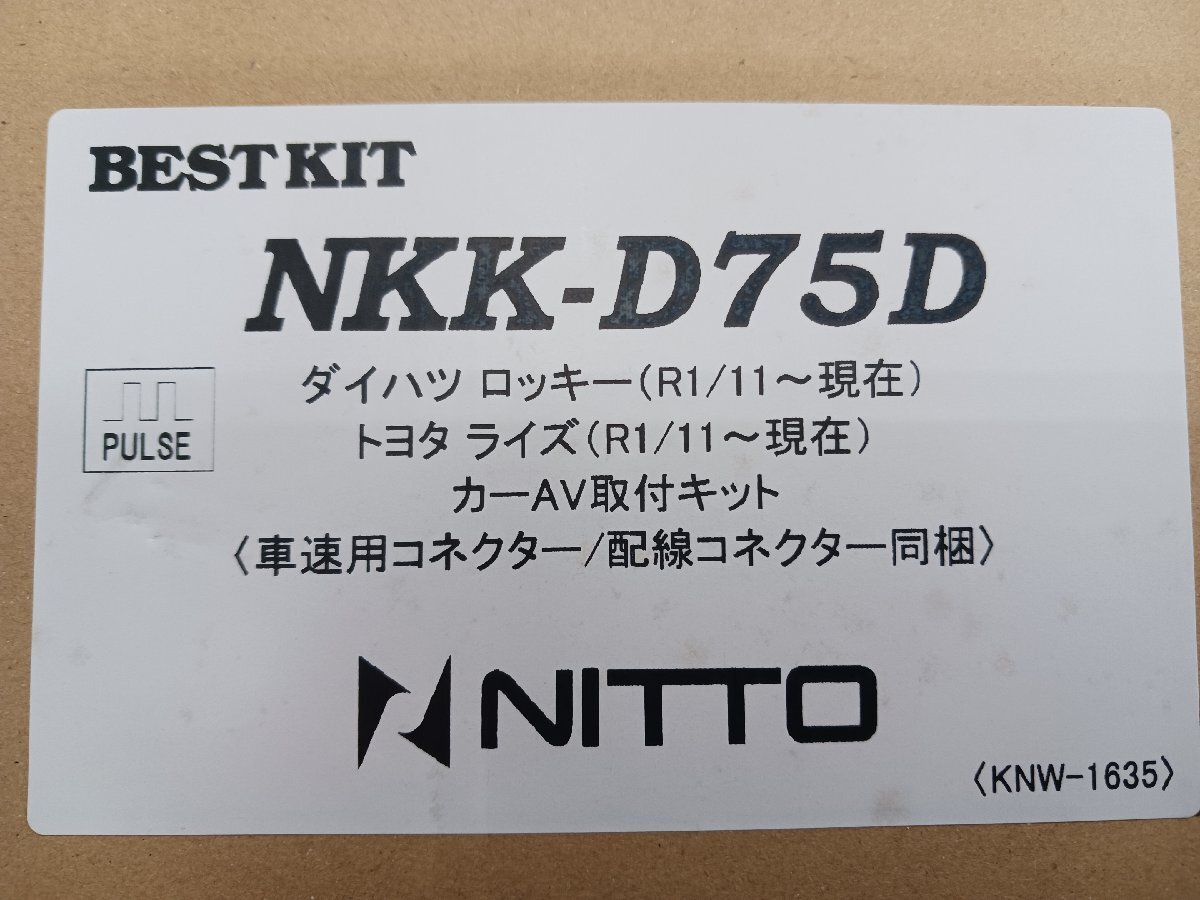 BEST KIT
NKK-D75D
PULSE
ダイハツ ロッキー(R1/11～現在)
トヨタ ライズ(R1/11～現在)
カーAV取付キット
〈車速用コネクター/配線コネクター同梱〉
NITTO
〈KNW-1635〉